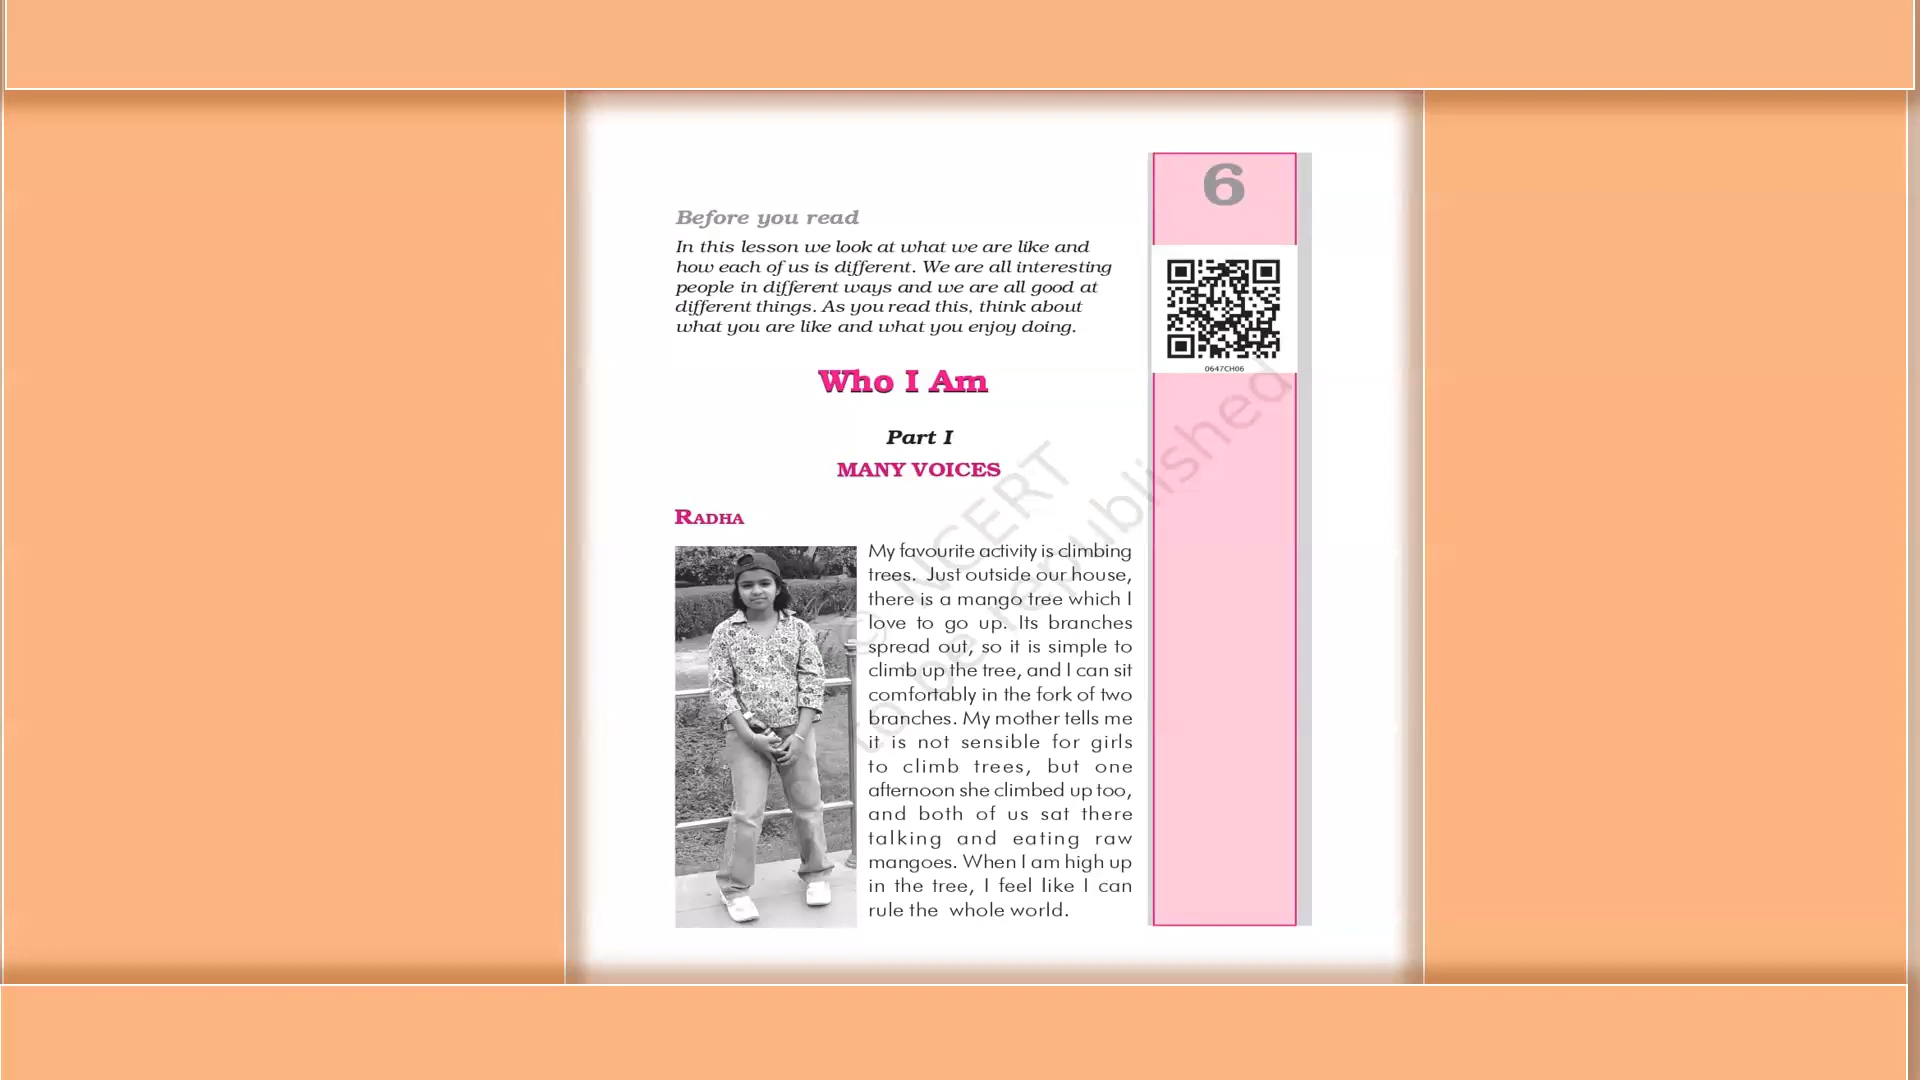 6
Before you read
In this lesson we look at what we are like and
how each of us is different. We are all interesting
people in different ways and we are all good at
different things. As you read this, think about
what you are like and what you enjoy doing.
0647CH06
Who I Am
Part I
MANY VOICES
RADHA
My favourite activity is climbing
trees. Just outside our house,
there is a mango tree which I
love to go up. Its branches
spread out, so it is simple to
climb up the tree, and I can sit
comfortably in the fork of two
branches. My mother tells me
it is not sensible for girls
to climb trees, but one
afternoon she climbed up too,
and both of us sat there
talking and eating raw
mangoes. When I am high up
in the tree, I feel like I can
rule the whole world.
© NCERT
to be republished